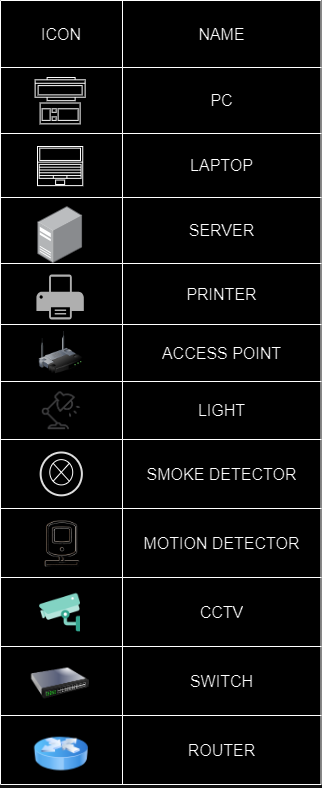 ICON NAME
PC
LAPTOP
SERVER
PRINTER
ACCESS POINT
LIGHT
SMOKE DETECTOR
MOTION DETECTOR
CCTV
SWITCH
ROUTER